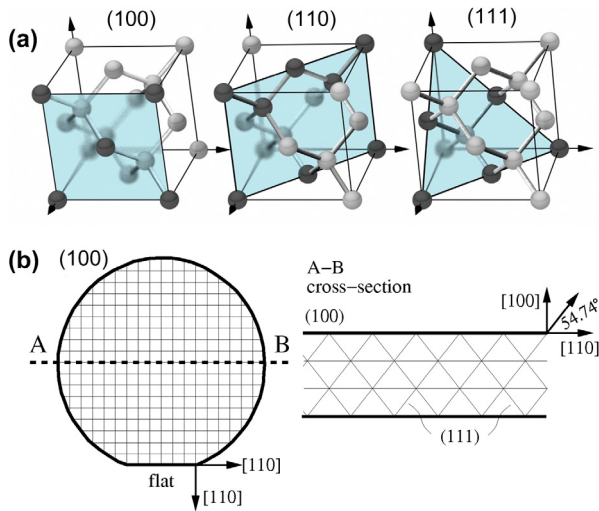 (a)
(100)
(110)
(111)
(b)
(100)
A
B
flat
[110]
[110]
A–B
cross–section
(100)
[100]
54.74°
[110]
(111)